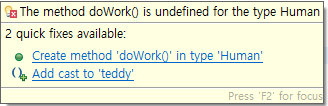 The method doWork() is undefined for the type Human
2 quick fixes available:
Create method 'doWork()' in type 'Human'
Add cast to 'teddy'
Press 'F2' for focus